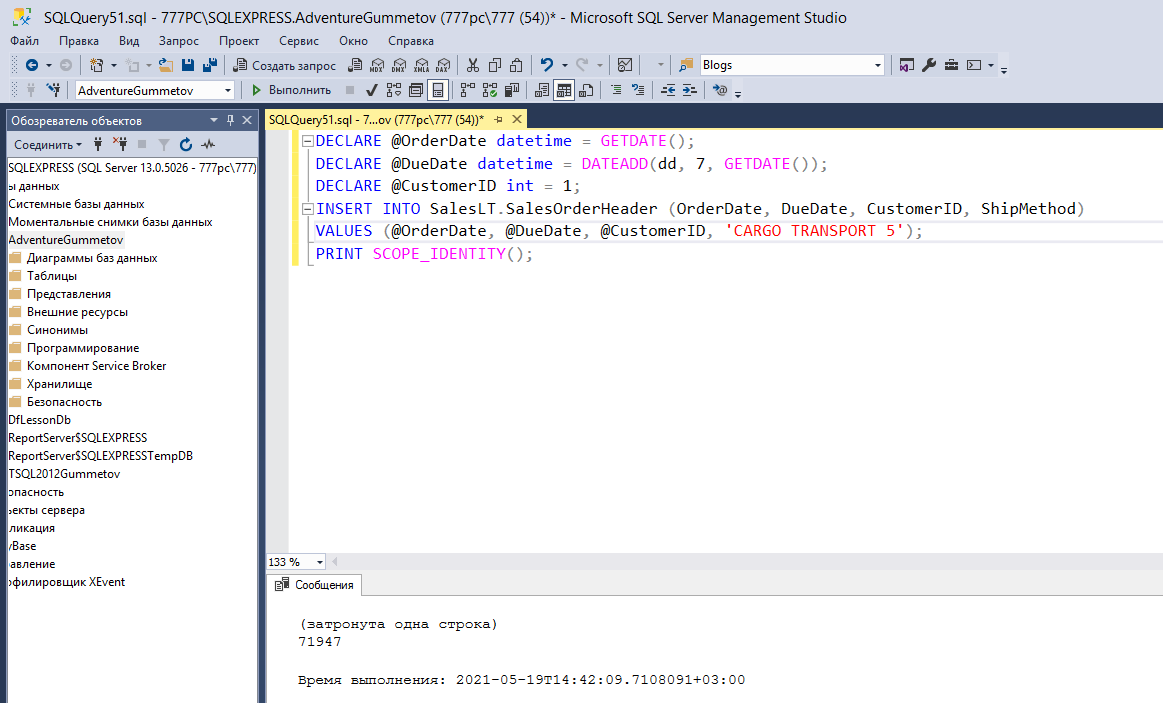 SQLQuery51.sql - 777PC\SQLEXPRESS.AdventureGummetov (777pc\777 (54))* - Microsoft SQL Server Management Studio
Файл Правка Вид Запрос Проект Сервис Окно Справка
Создать запрос MDX DMX XMLA DAX Blogs
AdventureGummetov Выполнить
Обозреватель объектов
SQLQuery51.sql - 7...ov (777pc\777 (54))*
Соединить
SQLEXPRESS (SQL Server 13.0.5026 - 777pc\777)
ы данных
Системные базы данных
Моментальные снимки базы данных
AdventureGummetov
Диаграммы баз данных
Таблицы
Представления
Внешние ресурсы
Синонимы
Программирование
Компонент Service Broker
Хранилище
Безопасность
DfLessonDb
ReportServer$SQLEXPRESS
ReportServer$SQLEXPRESSTempDB
TSQL2012Gummetov
опасность
ъекты сервера
ликация
yBase
авление
офилировщик XEvent
DECLARE @OrderDate datetime = GETDATE();
DECLARE @DueDate datetime = DATEADD(dd, 7, GETDATE());
DECLARE @CustomerID int = 1;
INSERT INTO SalesLT.SalesOrderHeader (OrderDate, DueDate, CustomerID, ShipMethod)
VALUES (@OrderDate, @DueDate, @CustomerID, 'CARGO TRANSPORT 5');
PRINT SCOPE_IDENTITY();
133 %
Сообщения
(затронута одна строка)
71947
Время выполнения: 2021-05-19T14:42:09.7108091+03:00